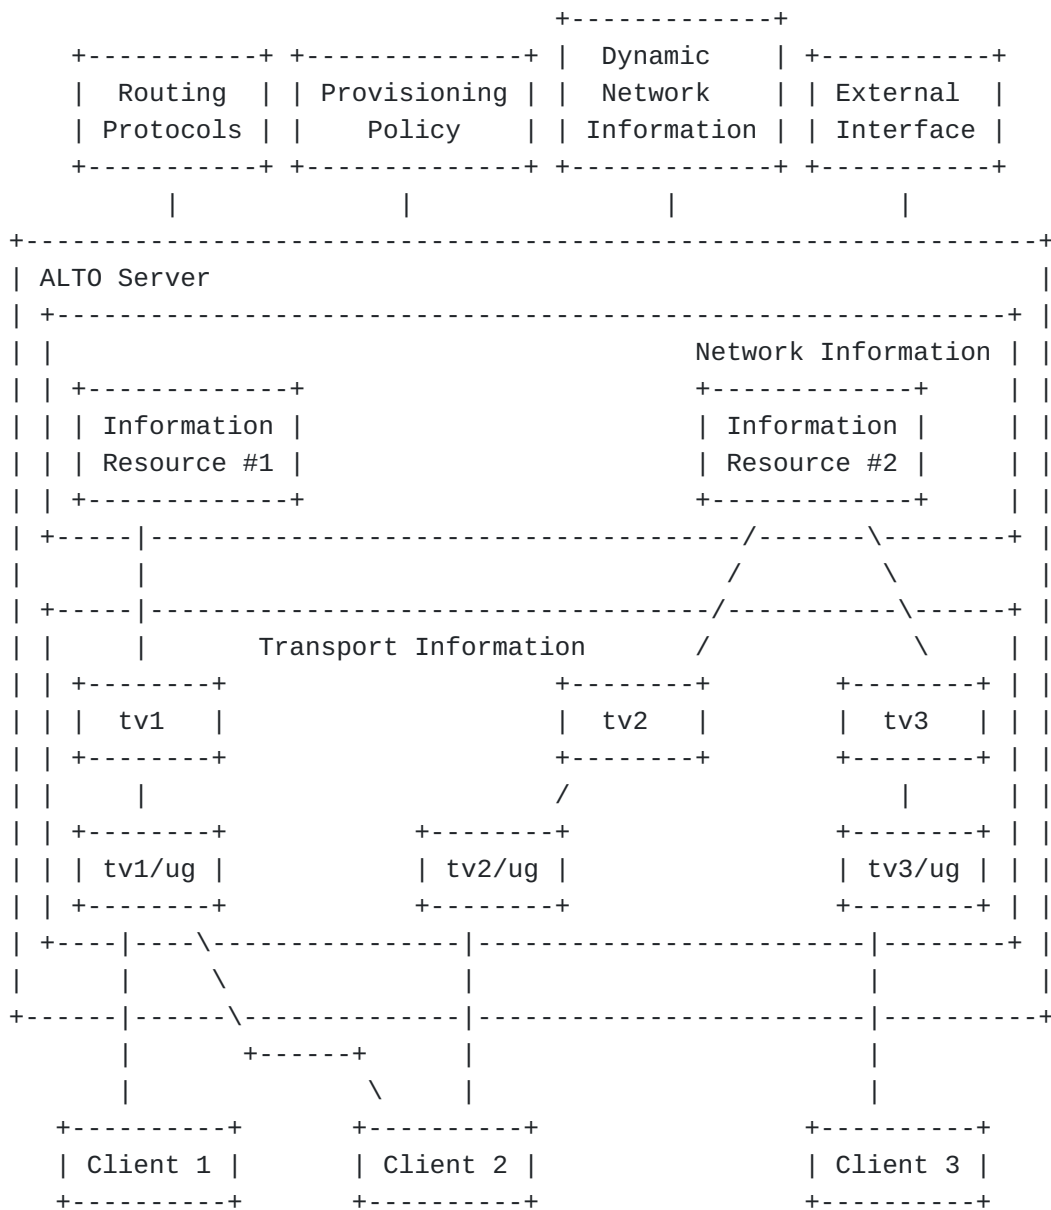 +-------------+
    +-----------+ +--------------+ |  Dynamic    | +-----------+
    |  Routing  | | Provisioning | |  Network    | | External  |
    | Protocols | |    Policy    | | Information | | Interface |
    +-----------+ +--------------+ +-------------+ +-----------+
          |              |                |              |
+-----------------------------------------------------------------+
| ALTO Server                                                     |
| +-------------------------------------------------------------+ |
| |                                         Network Information | |
| | +-------------+                         +-------------+     | |
| | | Information |                         | Information |     | |
| | | Resource #1 |                         | Resource #2 |     | |
| | +-------------+                         +-------------+     | |
| +-----|--------------------------------------/-------\--------+ |
|       |                                     /         \         |
| +-----|------------------------------------/-----------\------+ |
| |     |       Transport Information       /             \     | |
| | +--------+                     +--------+        +--------+ | |
| | |  tv1   |                     |  tv2   |        |  tv3   | | |
| | +--------+                     +--------+        +--------+ | |
| |     |                          /                     |      | |
| | +--------+            +--------+                 +--------+ | |
| | | tv1/ug |            | tv2/ug |                 | tv3/ug | | |
| | +--------+            +--------+                 +--------+ | |
| +----|----\----------------|-------------------------|--------+ |
|      |     \               |                         |          |
+------|------\--------------|-------------------------|----------+
       |       +------+      |                         |
       |               \     |                         |
   +----------+       +----------+                 +----------+
   | Client 1 |       | Client 2 |                 | Client 3 |
   +----------+       +----------+                 +----------+